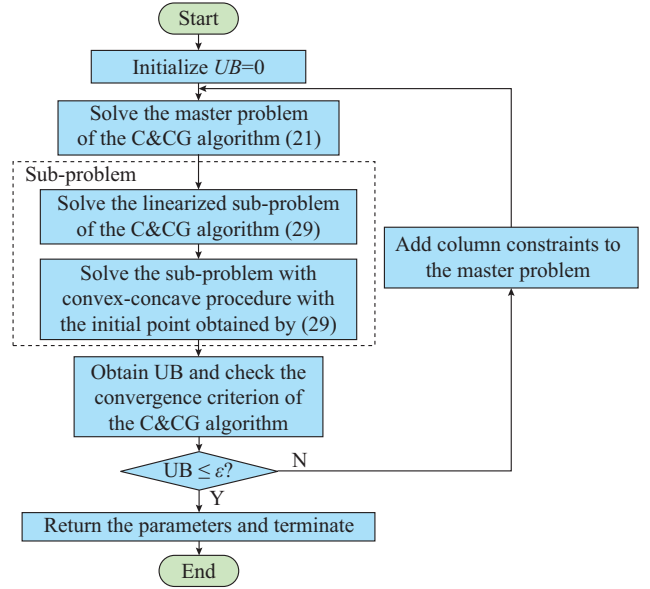 Start
Initialize UB=0
Solve the master problem
of the C&CG algorithm (21)
Sub-problem
Solve the linearized sub-problem
of the C&CG algorithm (29)
Solve the sub-problem with
convex-concave procedure with
the initial point obtained by (29)
Add column constraints to
the master problem
Obtain UB and check the
convergence criterion of
the C&CG algorithm
UB ≤ ε?
N
Y
Return the parameters and terminate
End